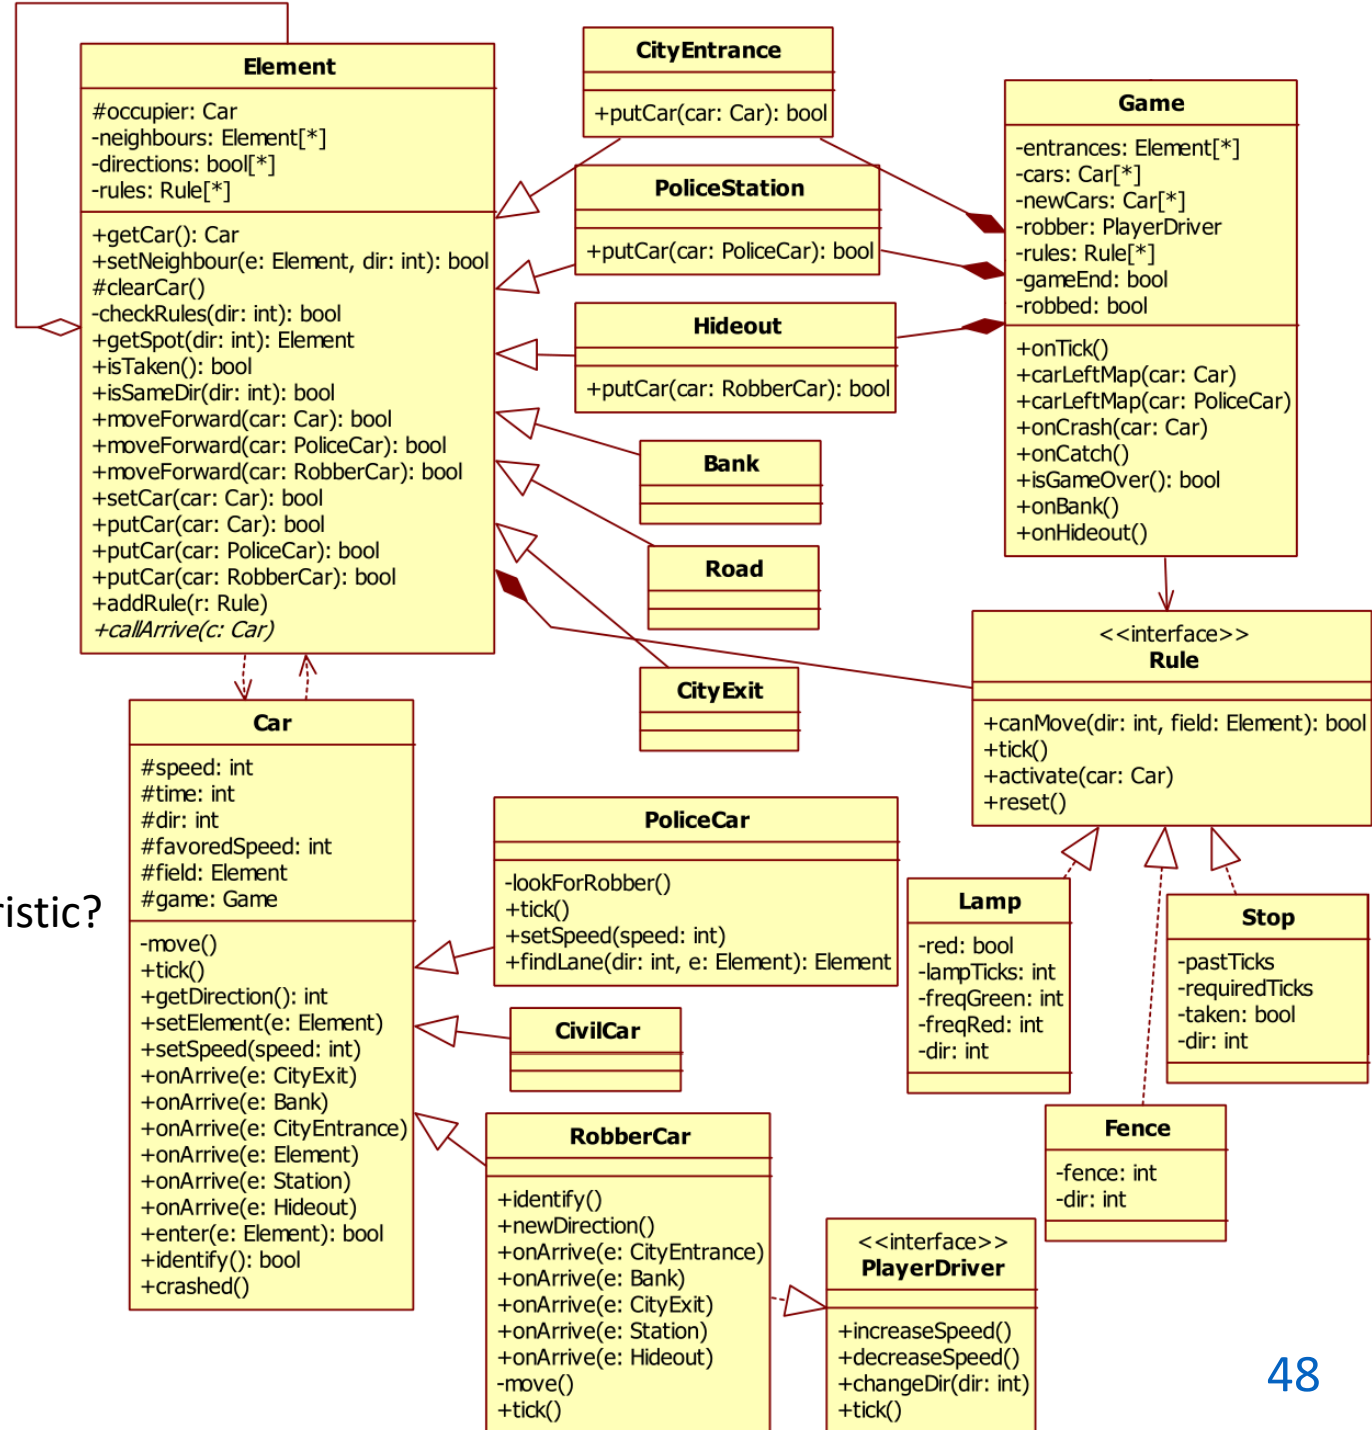 Element
#occupier: Car
-neighbours: Element[*]
-directions: bool[*]
-rules: Rule[*]
+getCar(): Car
+setNeighbour(e: Element, dir: int): bool
#clearCar()
-checkRules(dir: int): bool
+getSpot(dir: int): Element
+isTaken(): bool
+isSameDir(dir: int): bool
+moveForward(car: Car): bool
+moveForward(car: PoliceCar): bool
+moveForward(car: RobberCar): bool
+setCar(car: Car): bool
+putCar(car: Car): bool
+putCar(car: PoliceCar): bool
+putCar(car: RobberCar): bool
+addRule(r: Rule)
+callArrive(c: Car)
CityEntrance
+putCar(car: Car): bool
PoliceStation
+putCar(car: PoliceCar): bool
Hideout
+putCar(car: RobberCar): bool
Bank
Road
CityExit
Game
-entrances: Element[*]
-cars: Car[*]
-newCars: Car[*]
-robber: PlayerDriver
-rules: Rule[*]
-gameEnd: bool
-robbed: bool
+onTick()
+carLeftMap(car: Car)
+carLeftMap(car: PoliceCar)
+onCrash(car: Car)
+onCatch()
+isGameOver(): bool
+onBank()
+onHideout()
<<interface>>
Rule
+canMove(dir: int, field: Element): bool
+tick()
+activate(car: Car)
+reset()
ristic?
Car
#speed: int
#time: int
#dir: int
#favoredSpeed: int
#field: Element
#game: Game
-move()
+tick()
+getDirection(): int
+setElement(e: Element)
+setSpeed(speed: int)
+onArrive(e: CityExit)
+onArrive(e: Bank)
+onArrive(e: CityEntrance)
+onArrive(e: Element)
+onArrive(e: Station)
+onArrive(e: Hideout)
+enter(e: Element): bool
+identify(): bool
+crashed()
PoliceCar
-lookForRobber()
+tick()
+setSpeed(speed: int)
+findLane(dir: int, e: Element): Element
CivilCar
RobberCar
+identify()
+newDirection()
+onArrive(e: CityEntrance)
+onArrive(e: Bank)
+onArrive(e: CityExit)
+onArrive(e: Station)
+onArrive(e: Hideout)
-move()
+tick()
<<interface>>
PlayerDriver
+increaseSpeed()
+decreaseSpeed()
+changeDir(dir: int)
+tick()
Lamp
-red: bool
-lampTicks: int
-freqGreen: int
-freqRed: int
-dir: int
Stop
-pastTicks
-requiredTicks
-taken: bool
-dir: int
Fence
-fence: int
-dir: int
48